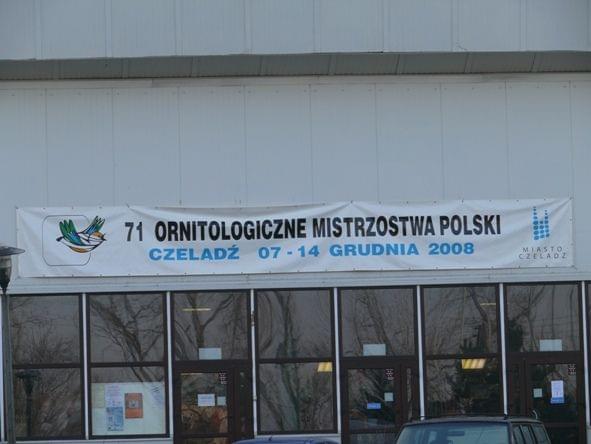 71 ORNITOLOGICZNE MISTRZOSTWA POLSKI
CZELADŹ 07 - 14 GRUDNIA 2008
MIASTO
CZELADŹ